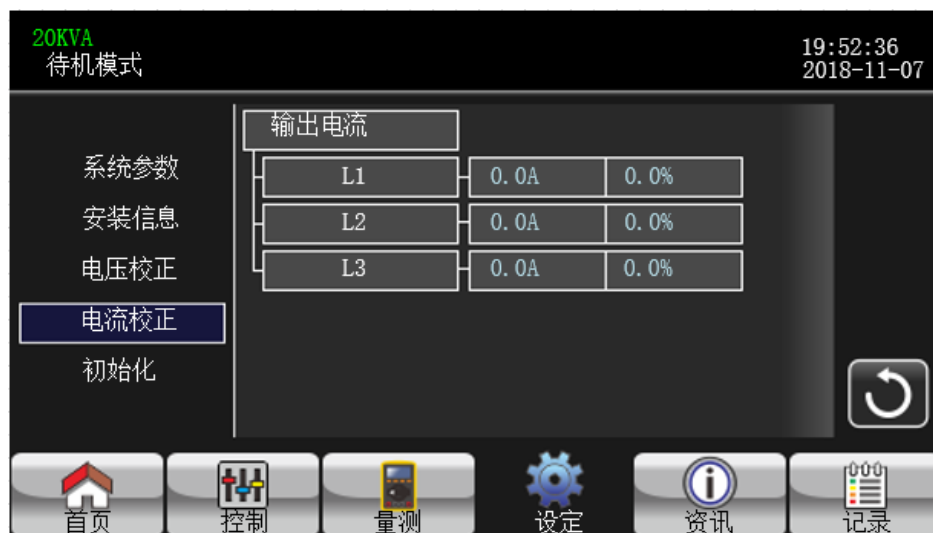 20KVA
待机模式
19:52:36
2018-11-07
系统参数
安装信息
电压校正
电流校正
初始化
输出电流
L1 0.0A 0.0%
L2 0.0A 0.0%
L3 0.0A 0.0%
首页 控制 量测 设定 资讯 记录